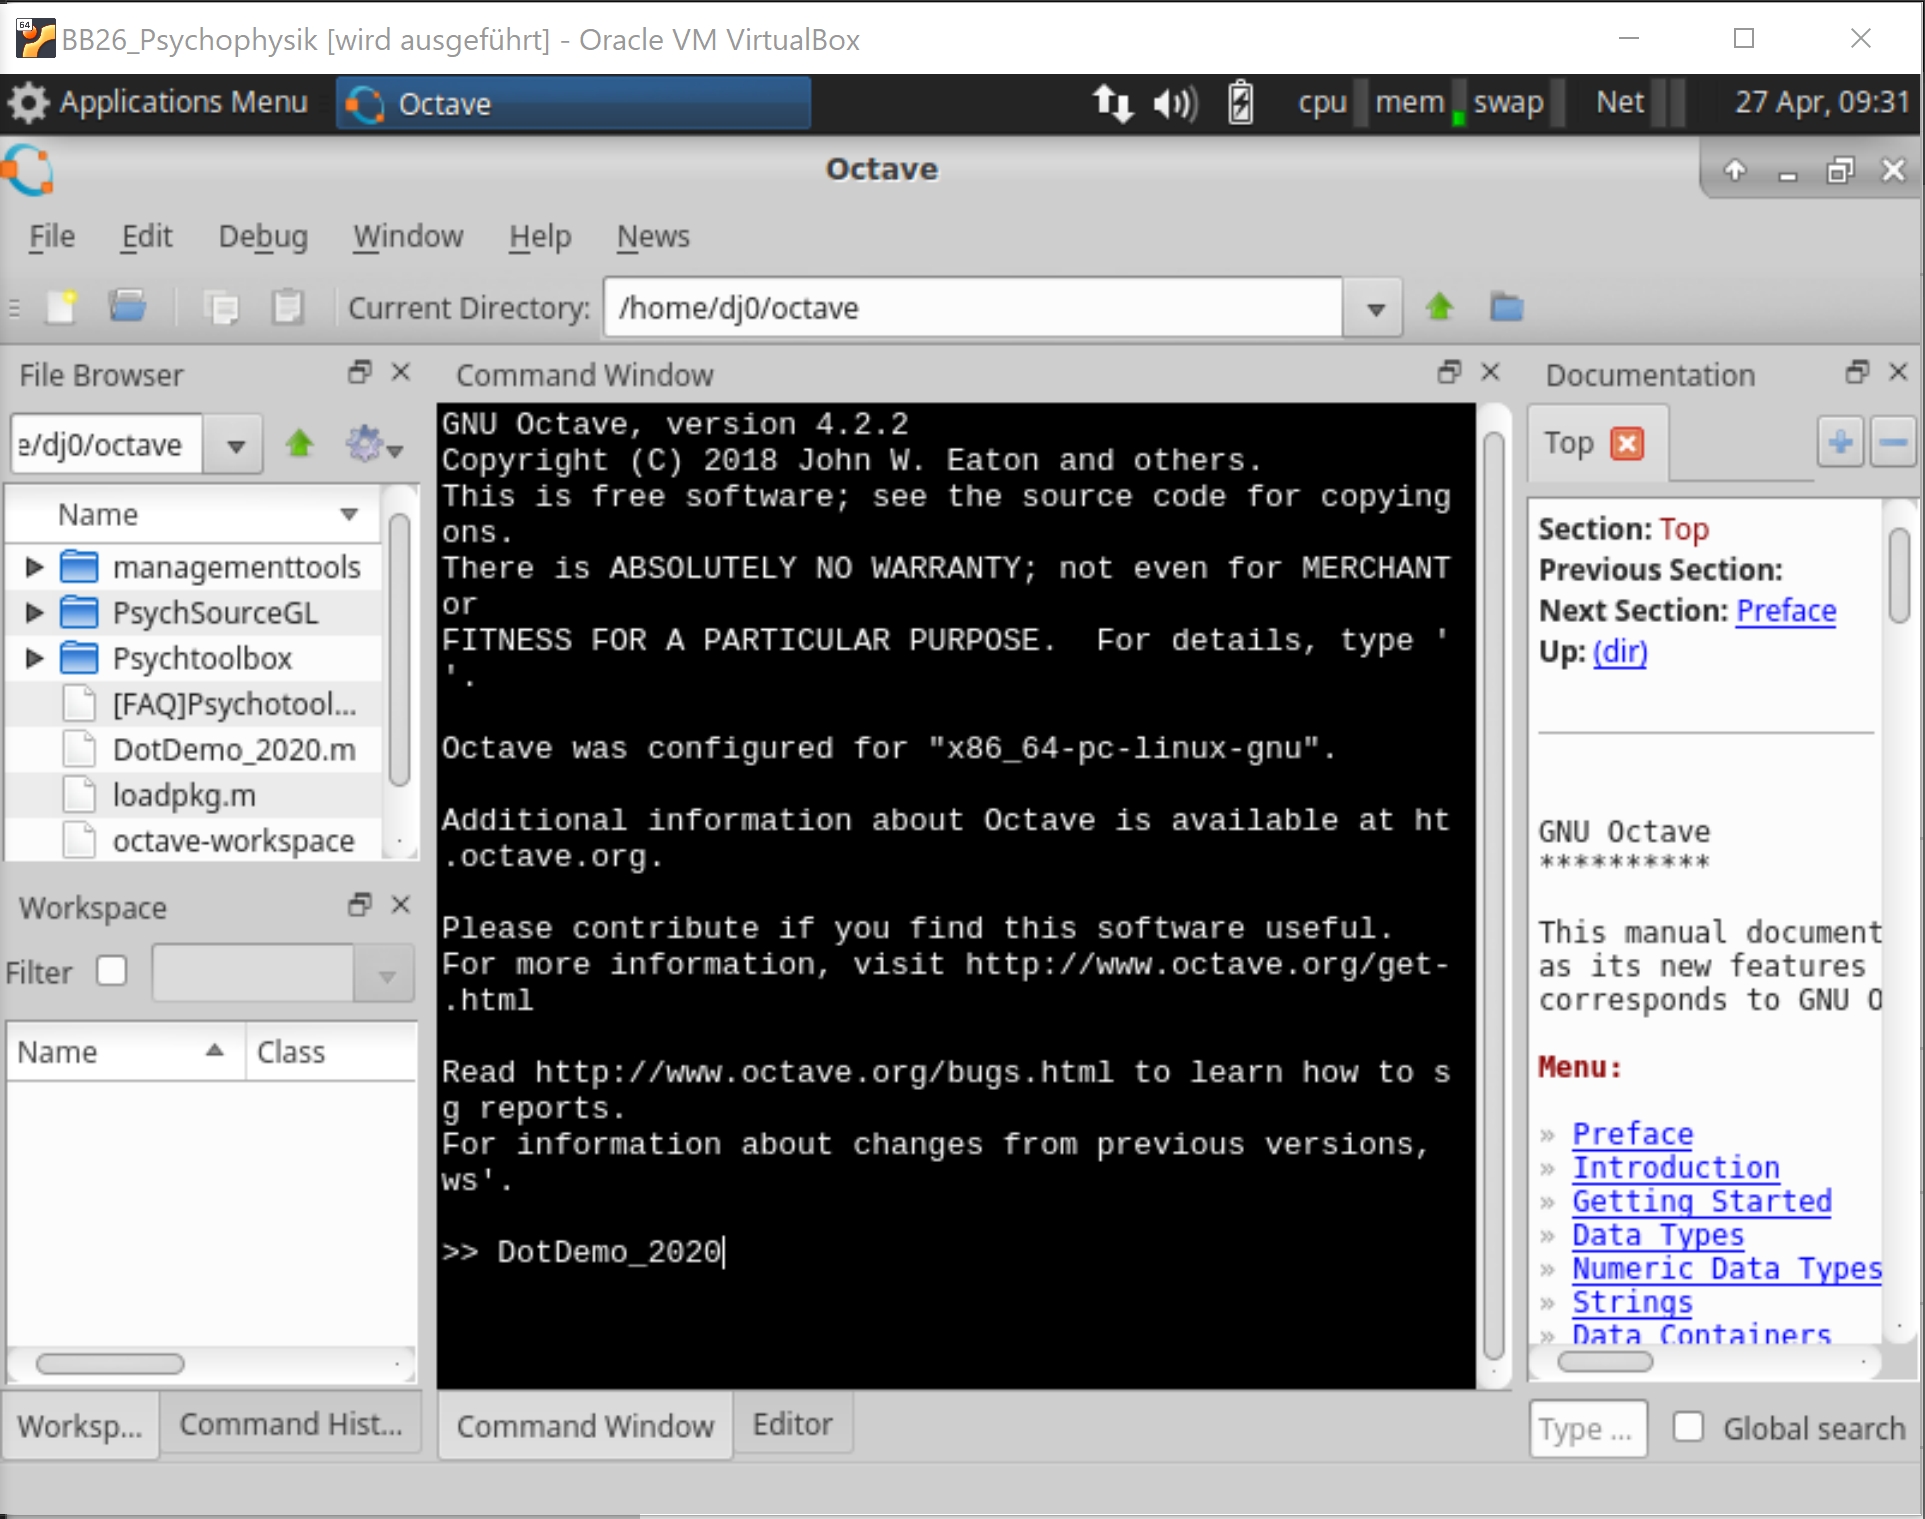 64
BB26_Psychophysik [wird ausgeführt] - Oracle VM VirtualBox
Applications Menu
Octave
cpu
mem
swap
Net
27 Apr, 09:31
Octave
File Edit Debug Window Help News
Current Directory: /home/dj0/octave
File Browser
e/dj0/octave
Name
managementtools
PsychSourceGL
Psychtoolbox
[FAQ]Psychotool...
DotDemo_2020.m
loadpkg.m
octave-workspace
Workspace
Filter
Name Class
Worksp...
Command Hist...
Command Window
GNU Octave, version 4.2.2
Copyright (C) 2018 John W. Eaton and others.
This is free software; see the source code for copying
ons.
There is ABSOLUTELY NO WARRANTY; not even for MERCHANT
or
FITNESS FOR A PARTICULAR PURPOSE.  For details, type '
'.
Octave was configured for "x86_64-pc-linux-gnu".
Additional information about Octave is available at ht
.octave.org.
Please contribute if you find this software useful.
For more information, visit http://www.octave.org/get-
.html
Read http://www.octave.org/bugs.html to learn how to s
g reports.
For information about changes from previous versions,
ws'.
>> DotDemo_2020
Command Window
Editor
Documentation
Top
Section: Top
Previous Section:
Next Section: Preface
Up: (dir)
GNU Octave
**********
This manual document
as its new features
corresponds to GNU O
Menu:
» Preface
» Introduction
» Getting Started
» Data Types
» Numeric Data Types
» Strings
» Data Containers
Type ...
Global search